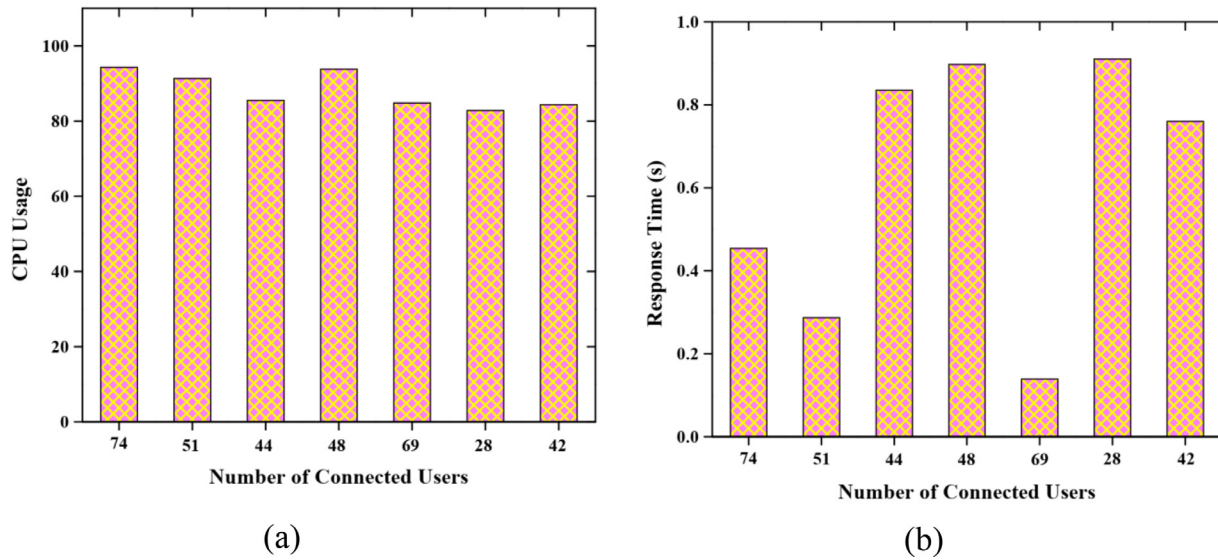 CPU Usage
100
80
60
40
20
0
74 51 44 48 69 28 42
Number of Connected Users
(a)
Response Time (s)
1.0
0.8
0.6
0.4
0.2
0.0
74 51 44 48 69 28 42
Number of Connected Users
(b)